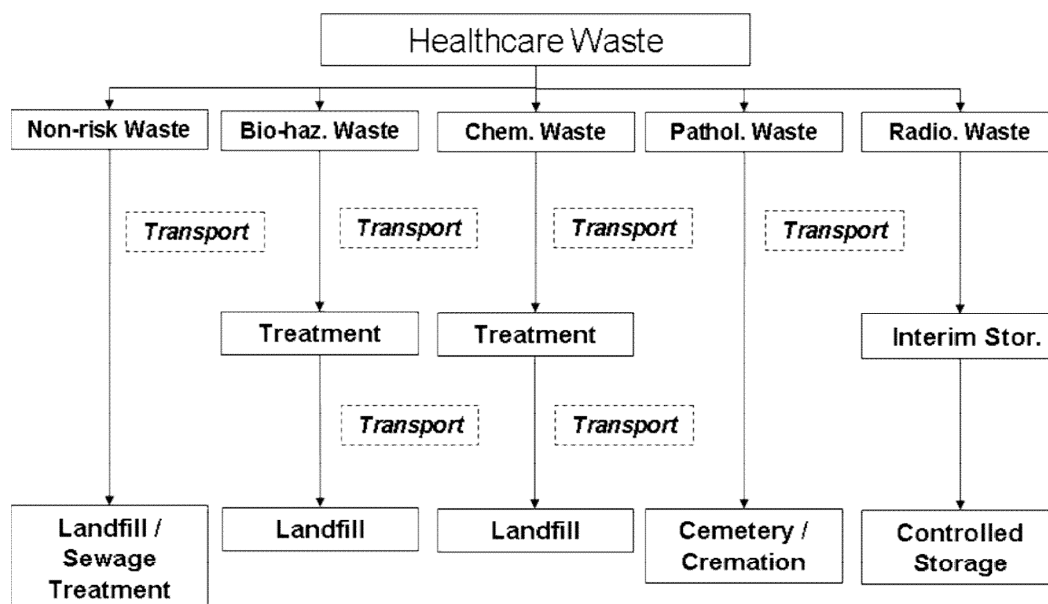 Healthcare Waste
Non-risk Waste
Bio-haz. Waste
Chem. Waste
Pathol. Waste
Radio. Waste
Transport
Transport
Transport
Transport
Treatment
Treatment
Interim Stor.
Transport
Transport
Landfill /
Sewage
Treatment
Landfill
Landfill
Cemetery /
Cremation
Controlled
Storage